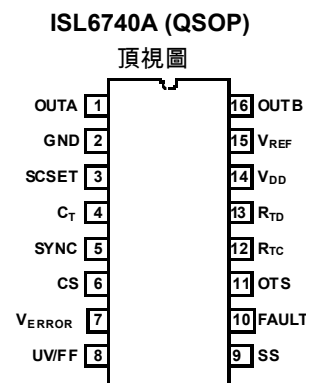 ISL6740A (QSOP)
頂視圖
OUTA 1 16 OUTB
GND 2 15 VREF
SCSET 3 14 VDD
CT 4 13 RTD
SYNC 5 12 RTC
CS 6 11 OTS
VERROR 7 10 FAULT
UV/FF 8 9 SS